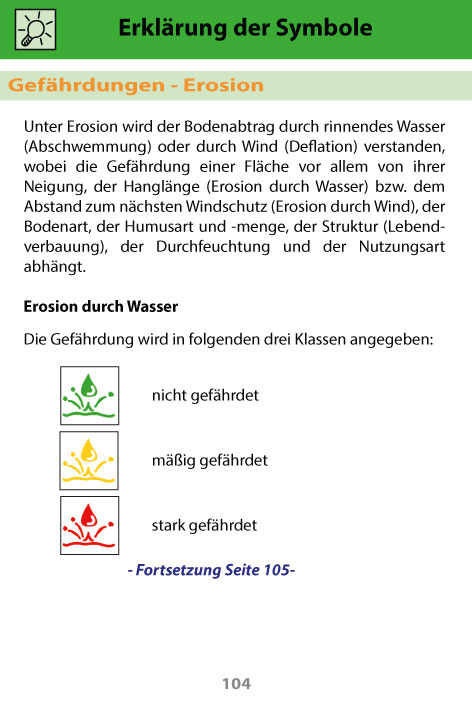 Erklärung der Symbole
Gefährdungen - Erosion
Unter Erosion wird der Bodenabtrag durch rinnendes Wasser
(Abschwemmung) oder durch Wind (Deflation) verstanden,
wobei die Gefährdung einer Fläche vor allem von ihrer
Neigung, der Hanglänge (Erosion durch Wasser) bzw. dem
Abstand zum nächsten Windschutz (Erosion durch Wind), der
Bodenart, der Humusart und -menge, der Struktur (Lebend-
verbauung), der Durchfeuchtung und der Nutzungsart
abhängt.
Erosion durch Wasser
Die Gefährdung wird in folgenden drei Klassen angegeben:
nicht gefährdet
mäßig gefährdet
stark gefährdet
- Fortsetzung Seite 105-
104